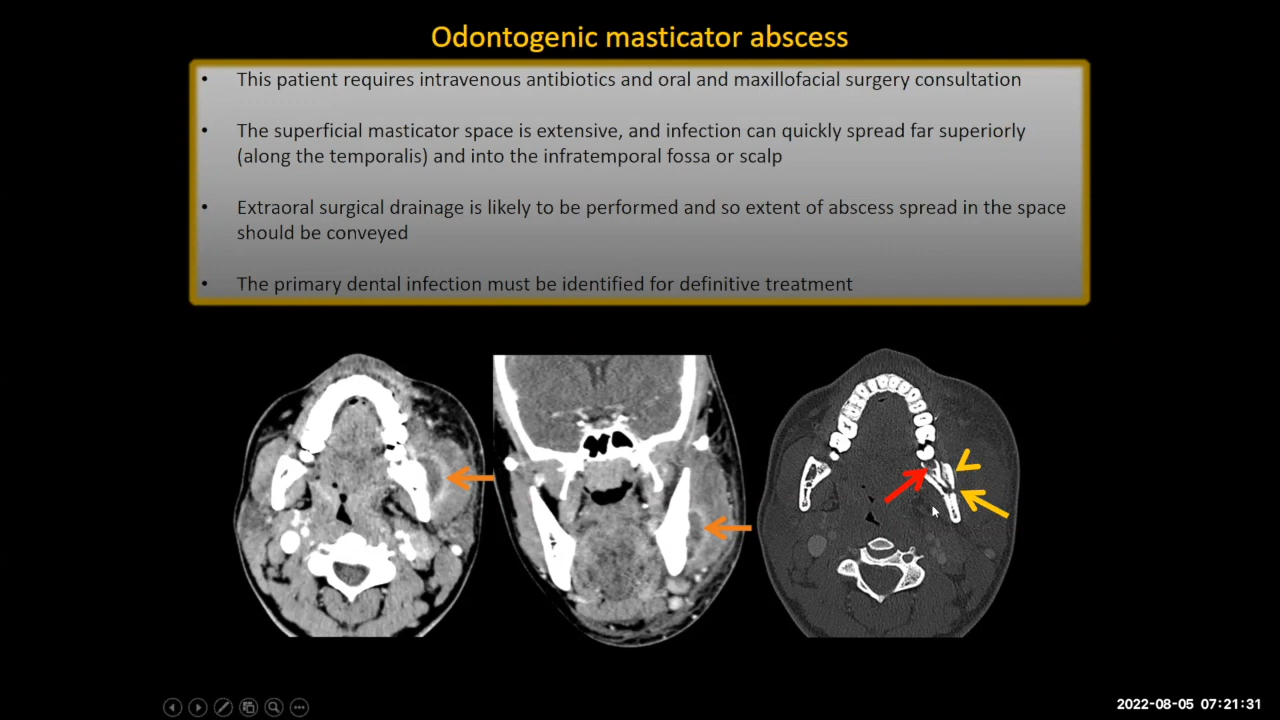 Odontogenic masticator abscess
• This patient requires intravenous antibiotics and oral and maxillofacial surgery consultation
• The superficial masticator space is extensive, and infection can quickly spread far superiorly
(along the temporalis) and into the infratemporal fossa or scalp
• Extraoral surgical drainage is likely to be performed and so extent of abscess spread in the space
should be conveyed
• The primary dental infection must be identified for definitive treatment
2022-08-05 07:21:31